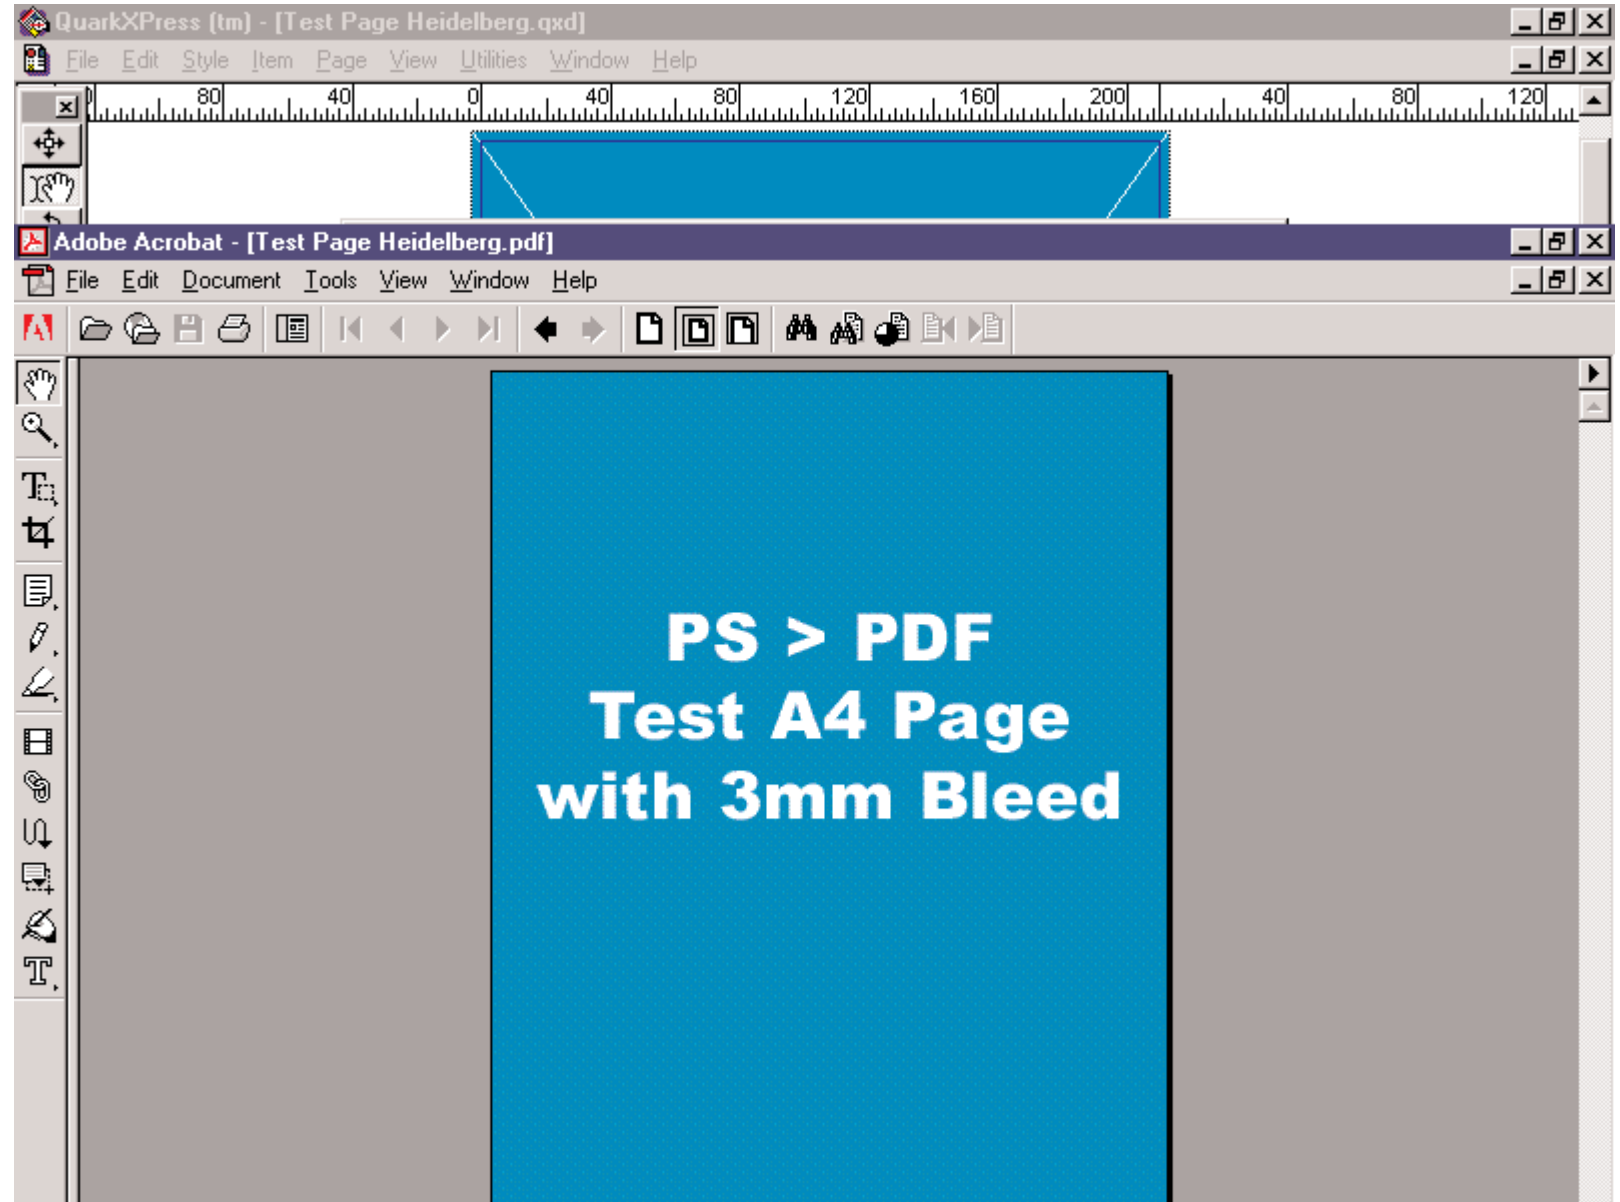 QuarkXPress (tm) - [Test Page Heidelberg.qxd]
File Edit Style Item Page View Utilities Window Help
80 40 0 40 80 120 160 200 40 80 120
Adobe Acrobat - [Test Page Heidelberg.pdf]
File Edit Document Tools View Window Help
PS > PDF
Test A4 Page
with 3mm Bleed